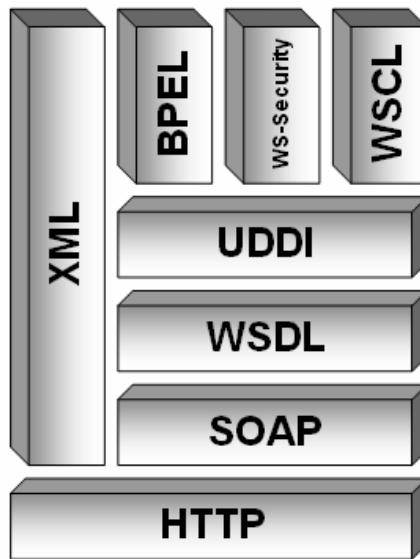 XML
BPEL
WS-Security
WSCL
UDDI
WSDL
SOAP
HTTP